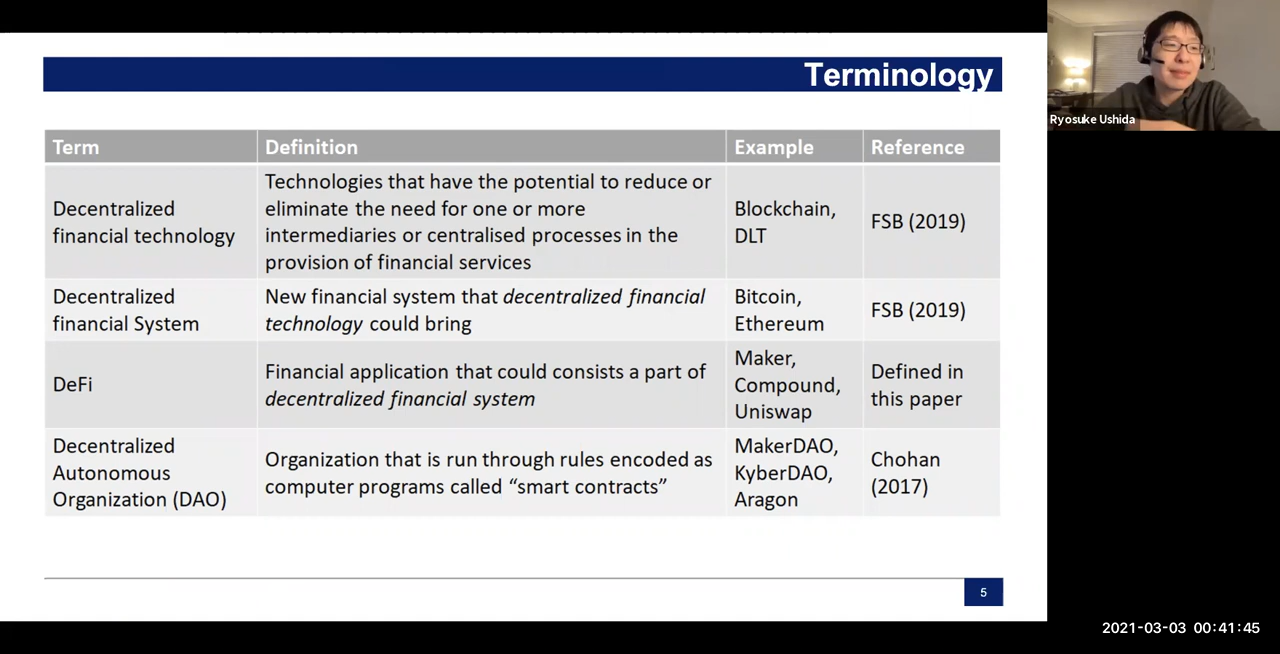 Terminology
Ryosuke Ushida
Term
Definition
Example
Reference
Decentralized
financial technology
Technologies that have the potential to reduce or
eliminate the need for one or more
intermediaries or centralised processes in the
provision of financial services
Blockchain,
DLT
FSB (2019)
Decentralized
financial System
New financial system that decentralized financial
technology could bring
Bitcoin,
Ethereum
FSB (2019)
DeFi
Financial application that could consists a part of
decentralized financial system
Maker,
Compound,
Uniswap
Defined in
this paper
Decentralized
Autonomous
Organization (DAO)
Organization that is run through rules encoded as
computer programs called “smart contracts”
MakerDAO,
KyberDAO,
Aragon
Chohan
(2017)
5
2021-03-03 00:41:45